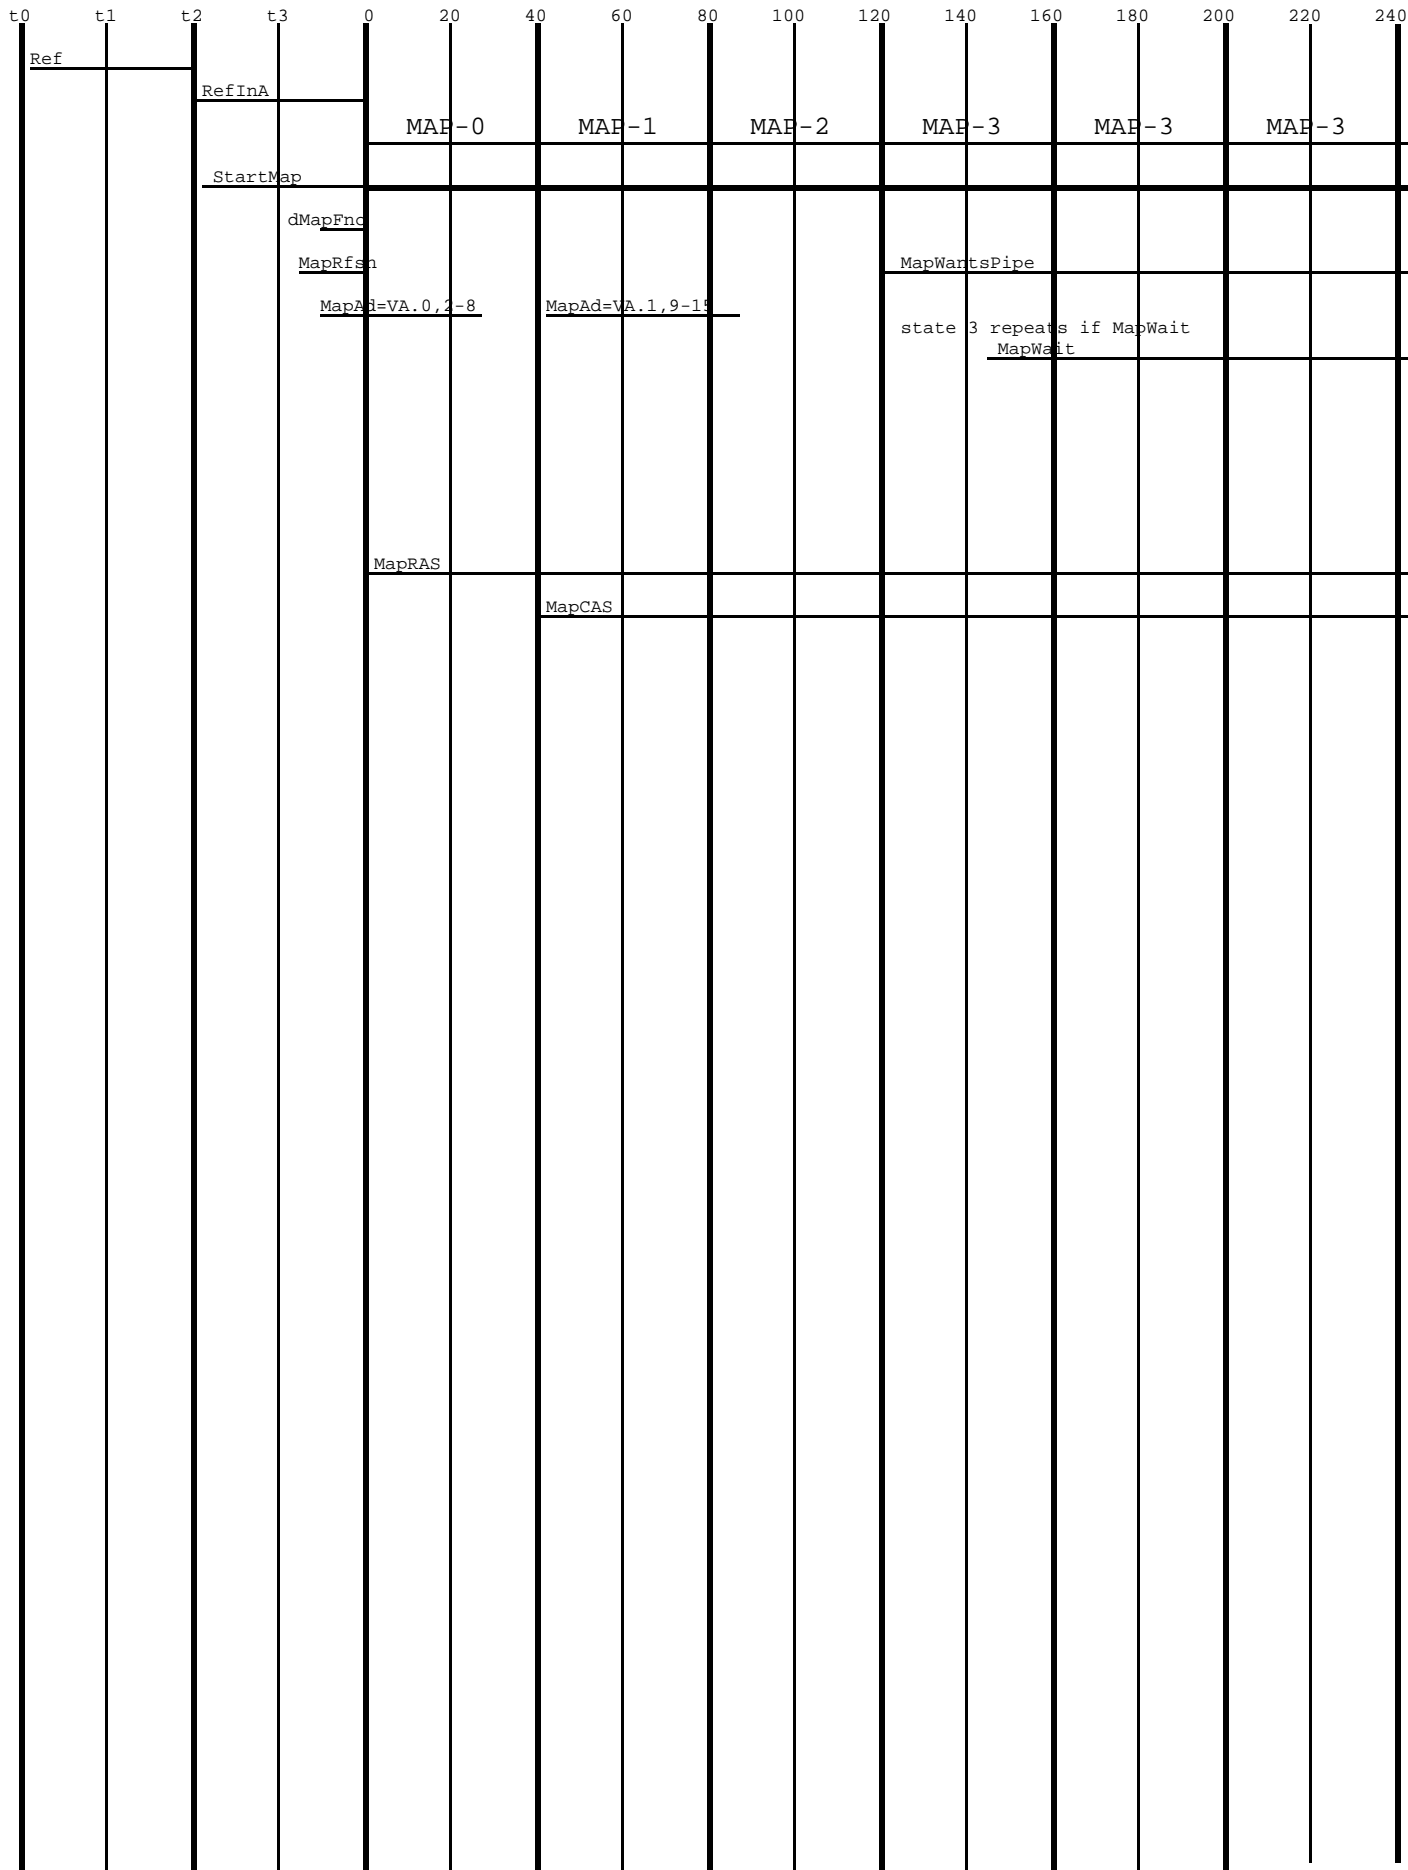 t0 t1 t2 t3 0 20 40 60 80 100 120 140 160 180 200 220 240
Ref
RefInA
MAP-0 MAP-1 MAP-2 MAP-3 MAP-3 MAP-3
StartMap
dMapFnc
MapRfsh MapWantsPipe
MapAd=VA.0,2-8 MapAd=VA.1,9-15
state 3 repeats if MapWait
MapWait
MapRAS
MapCAS